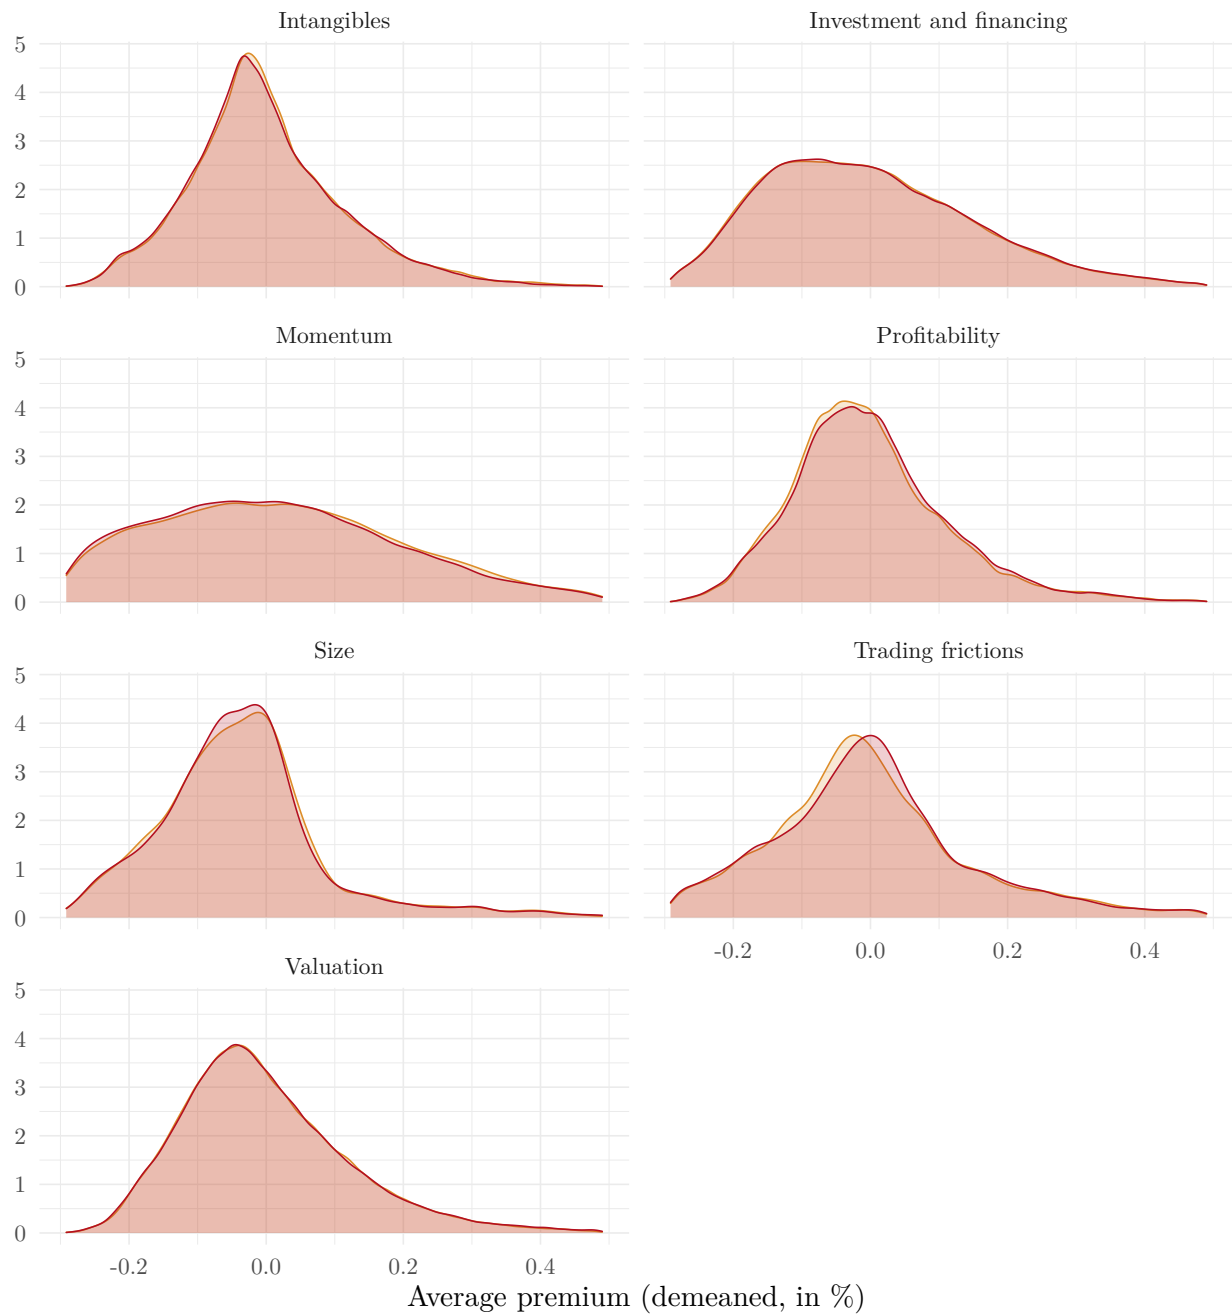 Intangibles
Investment and financing
5
4
3
2
1
0
Momentum
Profitability
5
4
3
2
1
0
Size
Trading frictions
5
4
3
2
1
0
-0.2 0.0 0.2 0.4
Valuation
5
4
3
2
1
0
-0.2 0.0 0.2 0.4
Average premium (demeaned, in %)